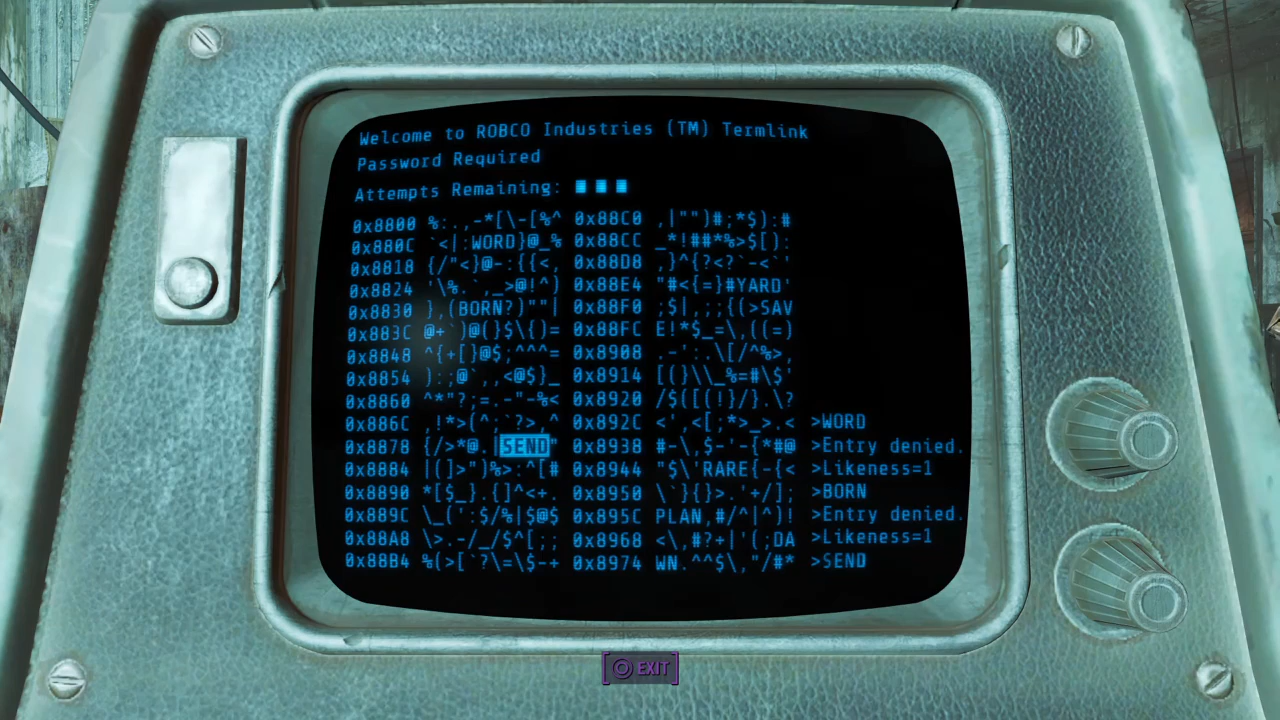 Welcome to ROBCO Industries (TM) Termlink
Password Required
Attempts Remaining: ■ ■ ■
0x8800 %:.,-*[\-[%^ 0x88C0 ,|"")#;*$):#
0x880C `<|:WORD}@_% 0x88CC _*!##*%>$[):
0x8818 {/"<}@-:{{<, 0x88D8 ,}^{?<?`-<`'
0x8824 '\%.`,_>@!^) 0x88E4 "#<{=}#YARD'
0x8830 },(BORN?)""| 0x88F0 ;$|,;;{(>SAV
0x883C @+`)@(}$\()= 0x88FC E!*$_=\,((=)
0x8848 ^{+[}@$;^^^= 0x8908 .-':.\[/^%>,
0x8854 ):;@`,,<@$}_ 0x8914 [(}\\_%=#\$'
0x8860 ^*"?;=.-"-%< 0x8920 /$([(!}/}.\?
0x886C ,!*>(^;`?>,^ 0x892C <','<[;*>_>.< >WORD
0x8878 {/>*@.|SEND" 0x8938 #-\,$-'-{*#@ >Entry denied.
0x8884 |(]>")%>:^[# 0x8944 "$\'RARE{-{< >Likeness=1
0x8890 *[$_}.{]^<+. 0x8950 \`}{}>.'+/]; >BORN
0x889C \_(':$/%|$@$ 0x895C PLAN,#/^|^)! >Entry denied.
0x88A8 \>.-/_/$^[;; 0x8968 <\,#?+|'(;DA >Likeness=1
0x88B4 %(>[`?\=\$-+ 0x8974 WN.^^$\,"/#* >SEND
EXIT